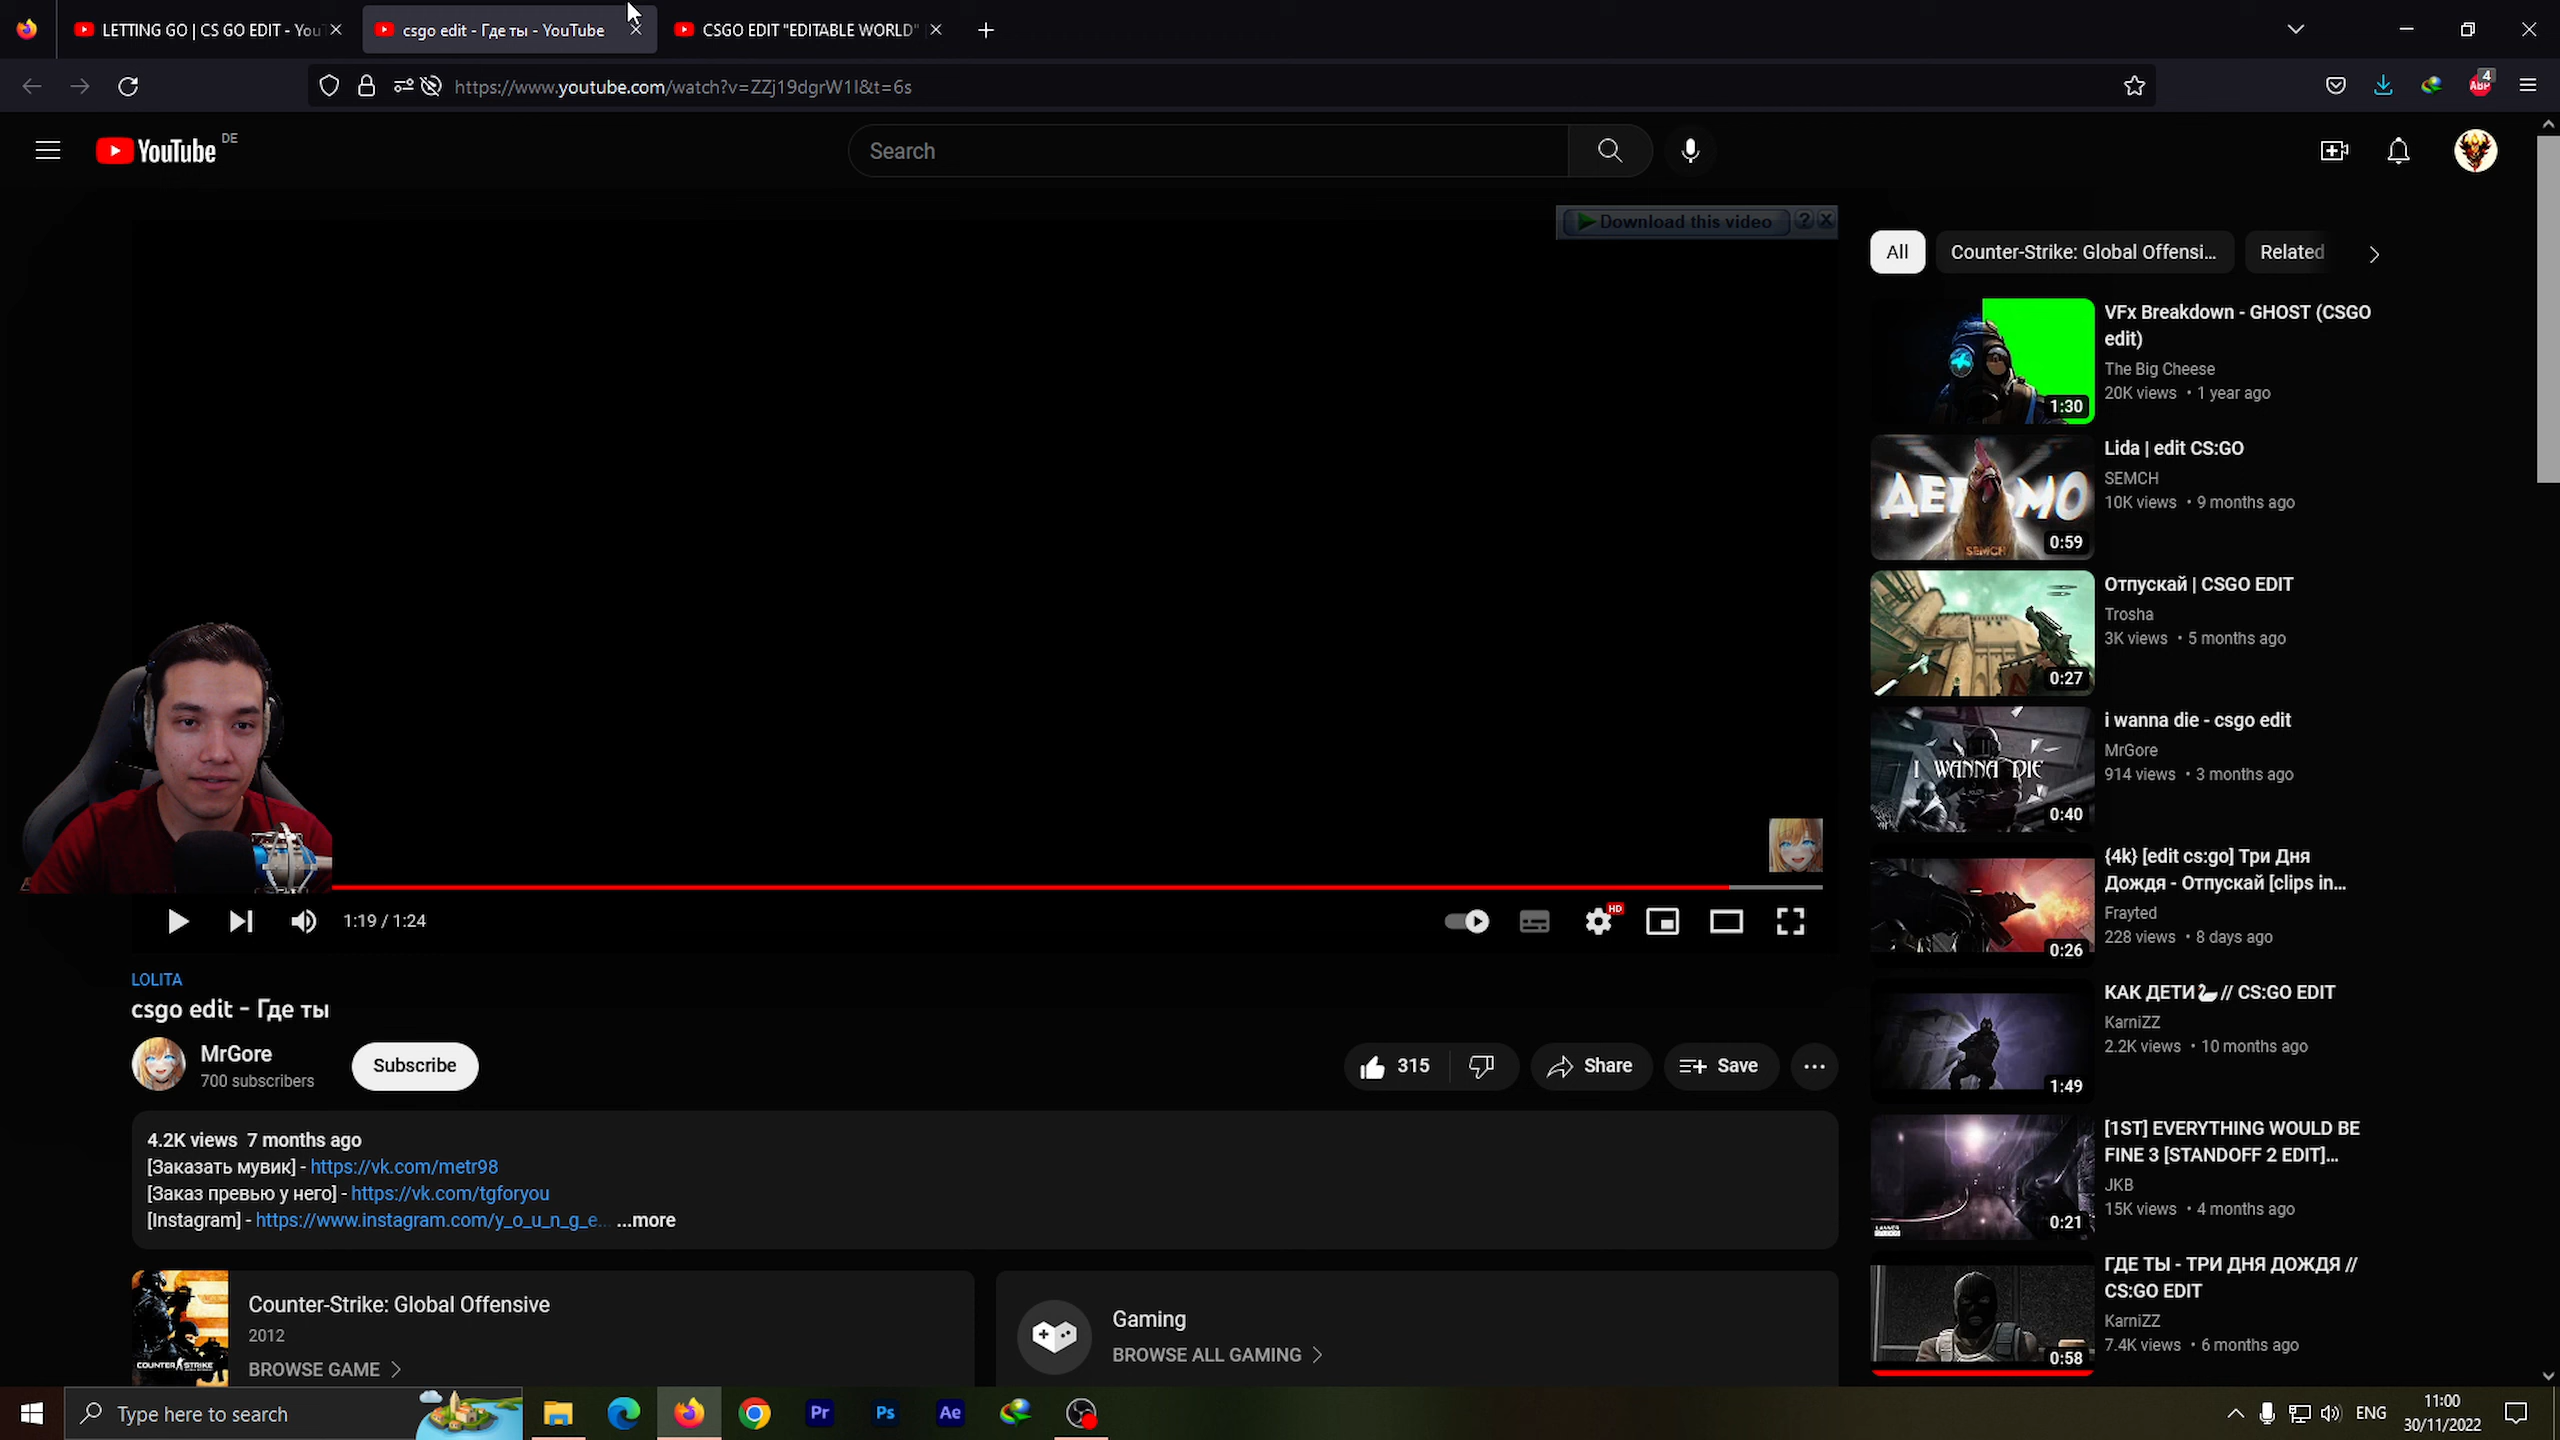 LETTING GO | CS GO EDIT - You
csgo edit - Где ты - YouTube
CSGO EDIT "EDITABLE WORLD"
https://www.youtube.com/watch?v=ZZj19dgrW1I&t=6s
ABP
4
YouTube
DE
Search
Download this video
?
All
Counter-Strike: Global Offensi...
Related
VFx Breakdown - GHOST (CSGO
edit)
The Big Cheese
20K views • 1 year ago
1:30
Lida | edit CS:GO
SEMCH
10K views • 9 months ago
SEMCH
0:59
Отпускай | CSGO EDIT
Trosha
3K views • 5 months ago
0:27
i wanna die - csgo edit
MrGore
914 views • 3 months ago
I WANNA DIE
0:40
{4k} [edit cs:go] Три Дня
Дождя - Отпускай [clips in...
Frayted
228 views • 8 days ago
0:26
КАК ДЕТИ🦢 // CS:GO EDIT
KarniZZ
2.2K views • 10 months ago
1:49
[1ST] EVERYTHING WOULD BE
FINE 3 [STANDOFF 2 EDIT]...
JKB
15K views • 4 months ago
0:21
ГДЕ ТЫ - ТРИ ДНЯ ДОЖДЯ //
CS:GO EDIT
KarniZZ
7.4K views • 6 months ago
0:58
1:19 / 1:24
HD
LOLITA
csgo edit - Где ты
MrGore
700 subscribers
Subscribe
315
Share
Save
4.2K views 7 months ago
[Заказать мувик] - https://vk.com/metr98
[Заказ превью у него] - https://vk.com/tgforyou
[Instagram] - https://www.instagram.com/y_o_u_n_g_e... ...more
COUNTER STRIKE
Counter-Strike: Global Offensive
2012
BROWSE GAME
Gaming
BROWSE ALL GAMING
Type here to search
Pr
Ps
Ae
ENG
11:00
30/11/2022